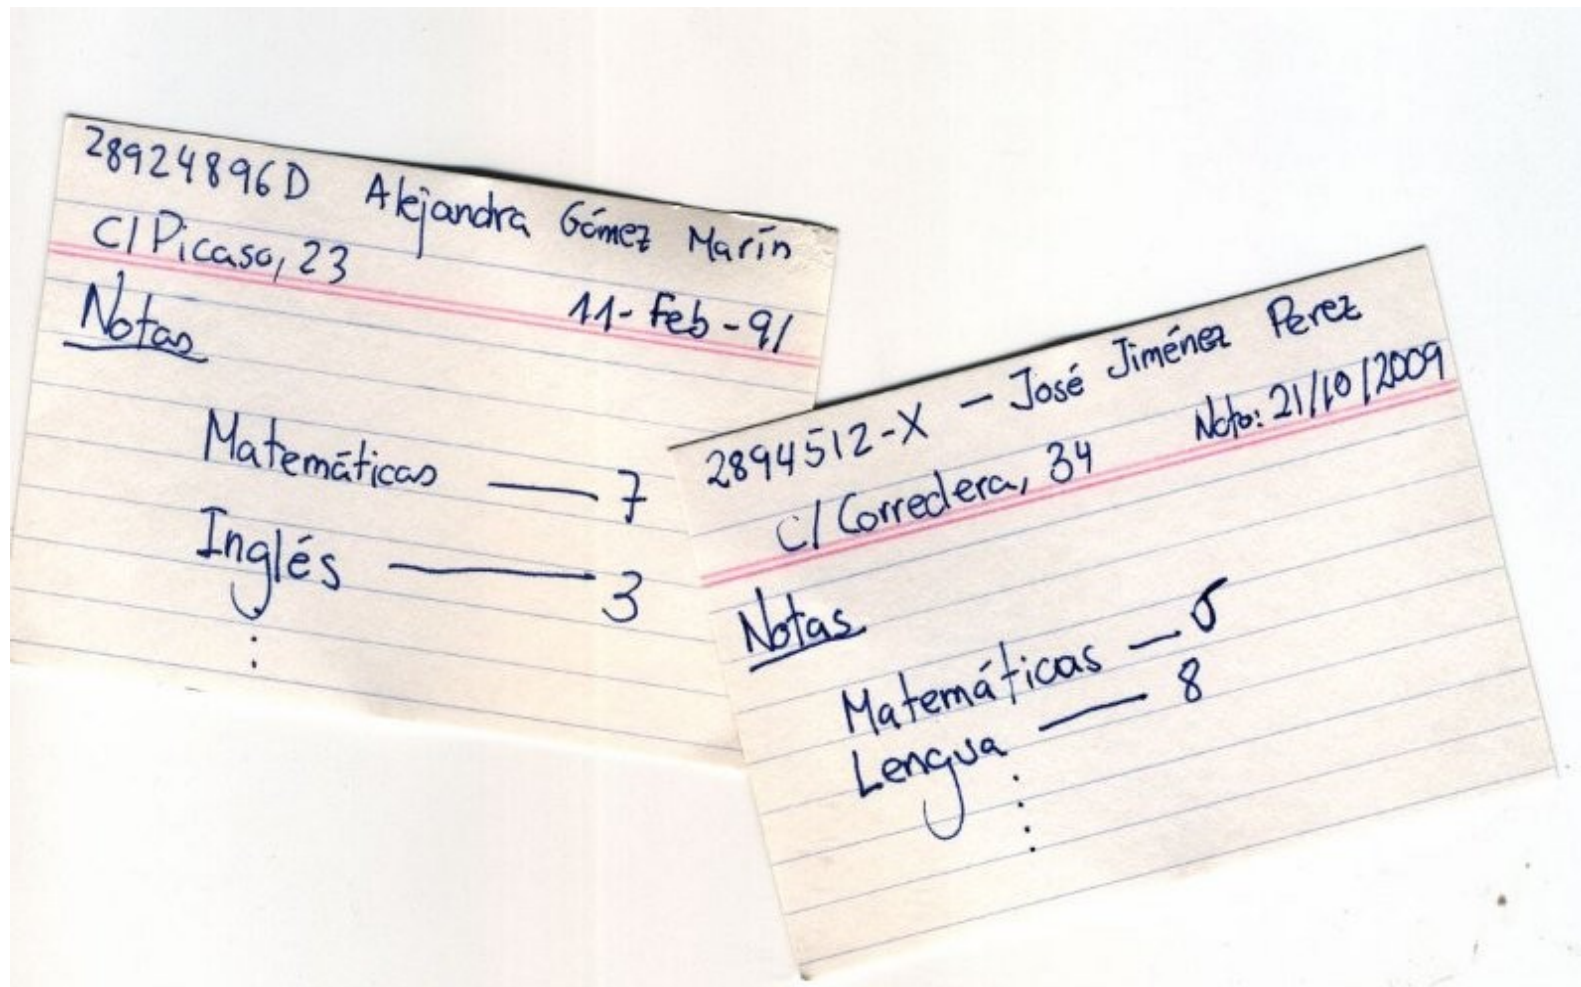 28924896D Alejandra Gómez Marín
C/ Picaso, 23
11-Feb-91
Notas
Matemáticas — 7
Inglés — 3
:
2894512-X — José Jiménez Perez
C/ Corredera, 34
21/10/2009
Notas
Matemáticas — 5
Lengua — 8
⋮